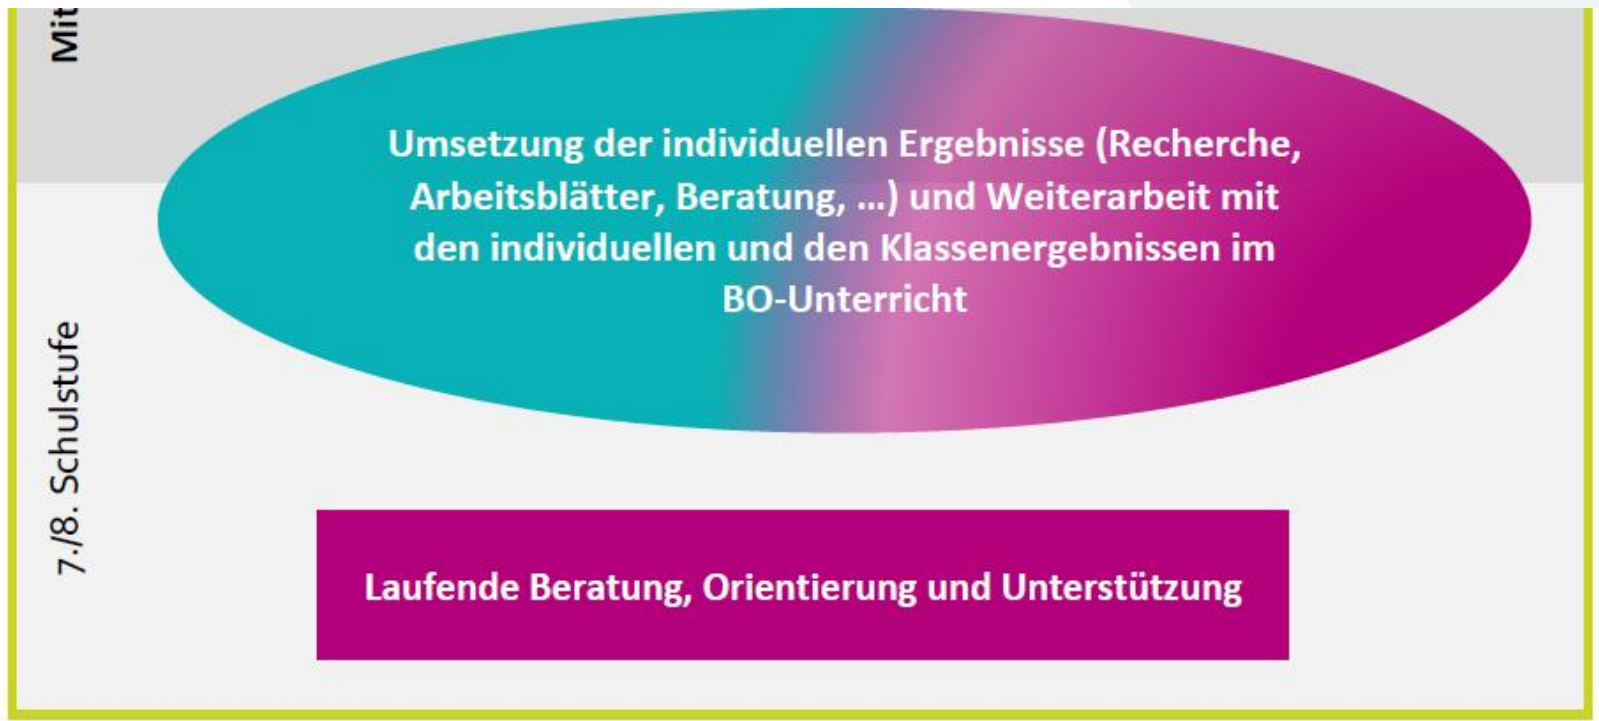 Mit
Umsetzung der individuellen Ergebnisse (Recherche,
Arbeitsblätter, Beratung, ...) und Weiterarbeit mit
den individuellen und den Klassenergebnissen im
BO-Unterricht
7./8. Schulstufe
Laufende Beratung, Orientierung und Unterstützung